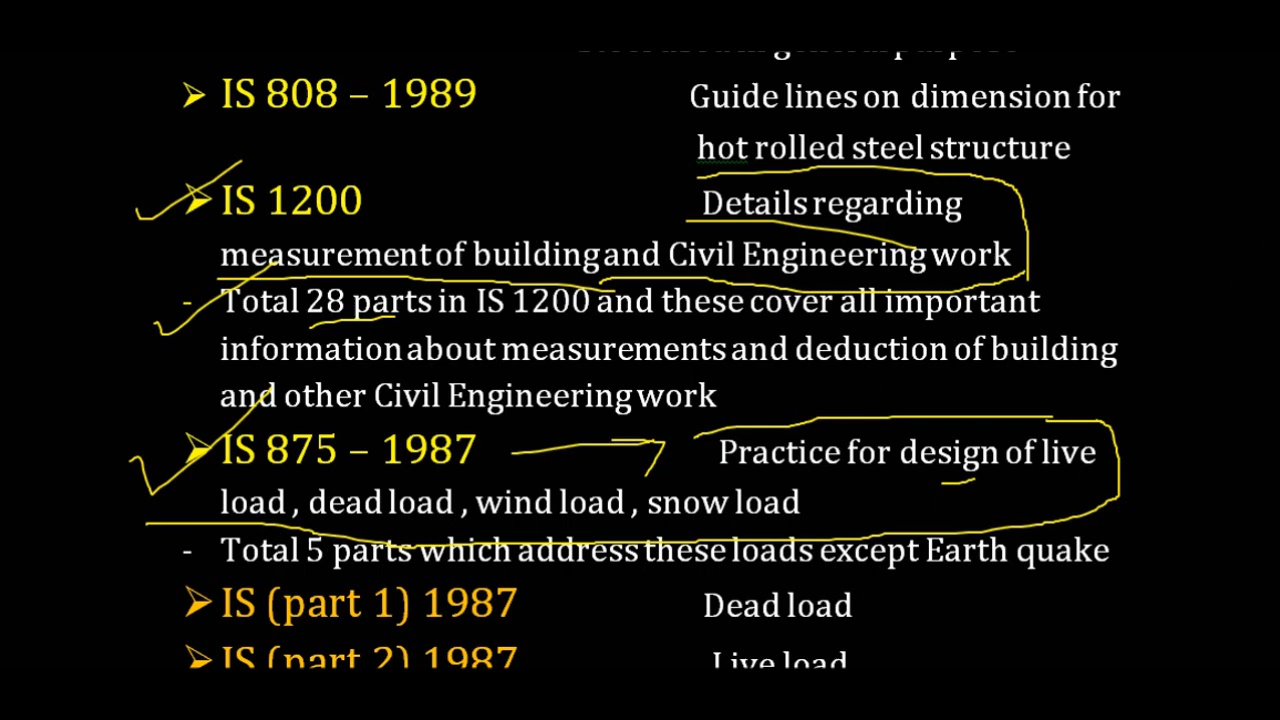 ➢ IS 808 – 1989 Guide lines on dimension for
hot rolled steel structure
➢ IS 1200 Details regarding
measurement of building and Civil Engineering work
- Total 28 parts in IS 1200 and these cover all important
information about measurements and deduction of building
and other Civil Engineering work
➢ IS 875 – 1987 Practice for design of live
load , dead load , wind load , snow load
- Total 5 parts which address these loads except Earth quake
➢ IS (part 1) 1987 Dead load
➢ IS (part 2) 1987 Live load